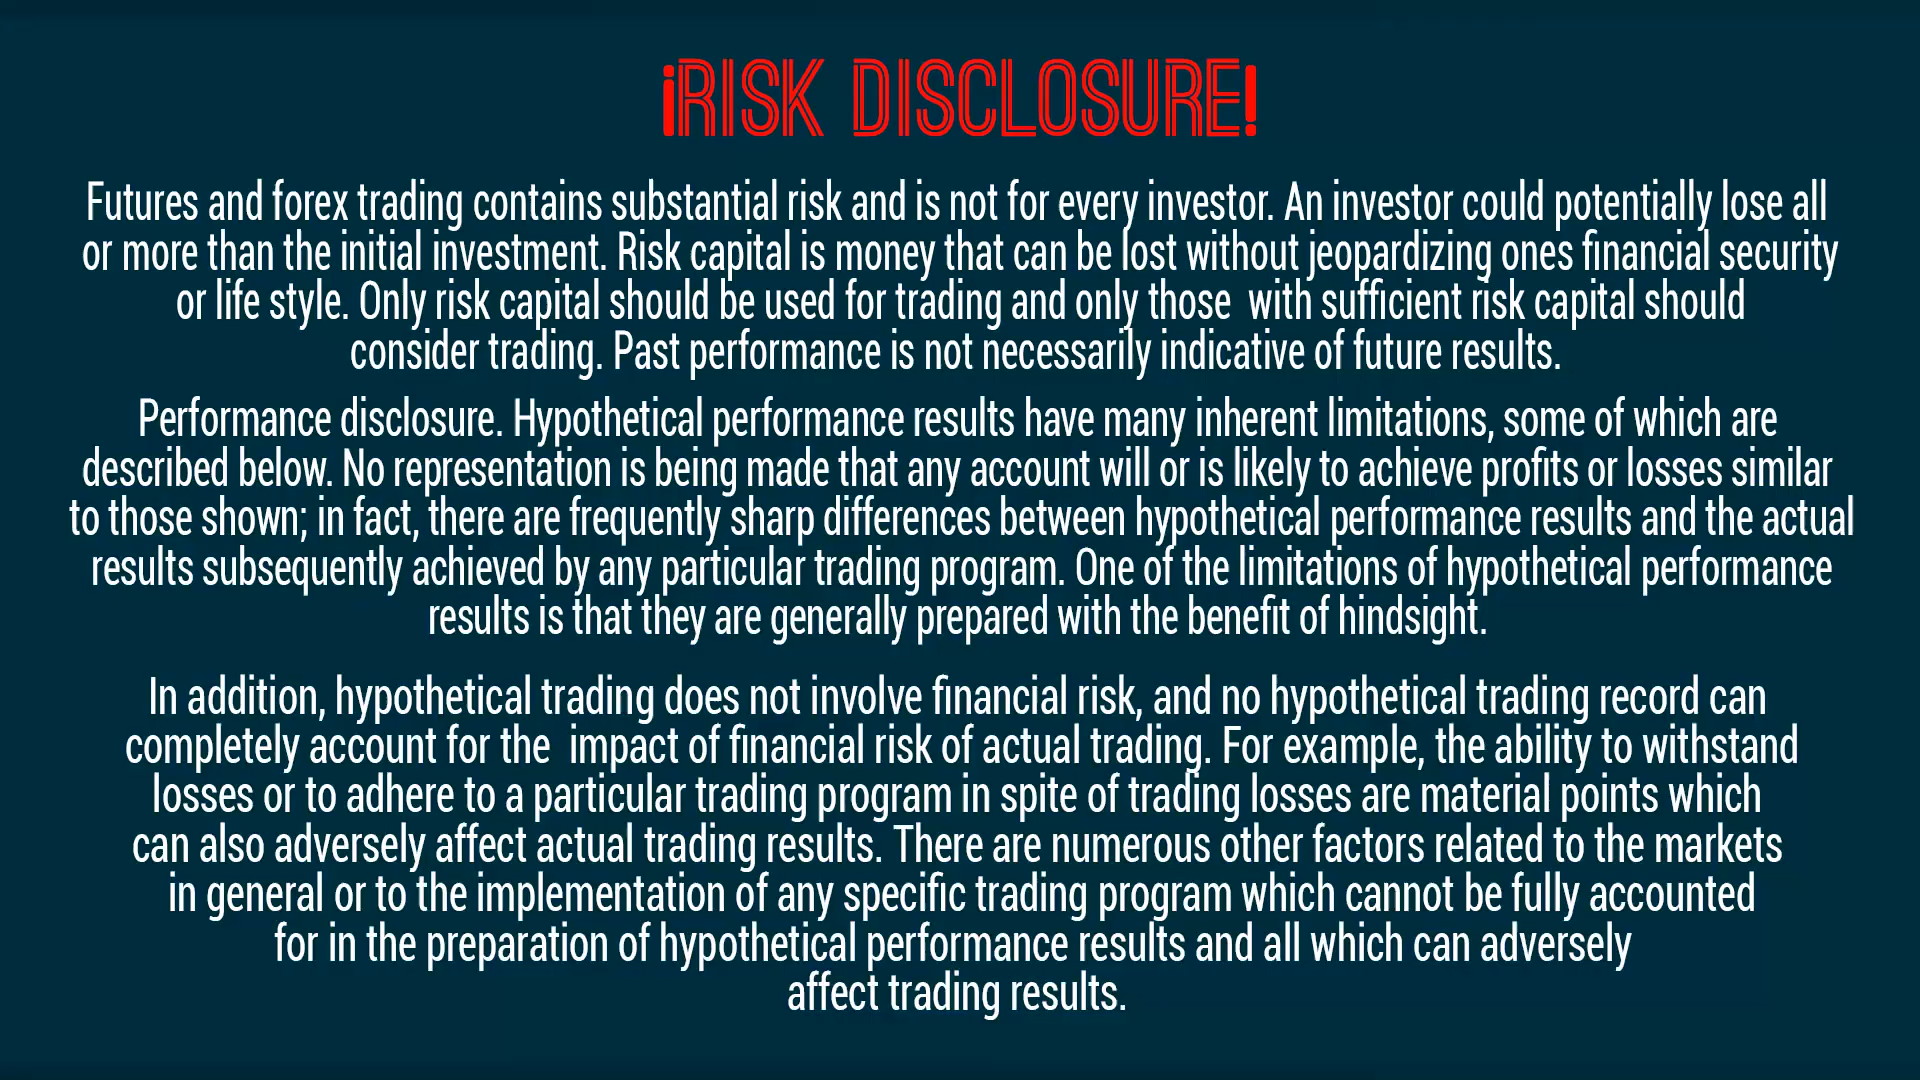 ¡RISK DISCLOSURE!
Futures and forex trading contains substantial risk and is not for every investor. An investor could potentially lose all
or more than the initial investment. Risk capital is money that can be lost without jeopardizing ones financial security
or life style. Only risk capital should be used for trading and only those  with sufficient risk capital should
consider trading. Past performance is not necessarily indicative of future results.
Performance disclosure. Hypothetical performance results have many inherent limitations, some of which are
described below. No representation is being made that any account will or is likely to achieve profits or losses similar
to those shown; in fact, there are frequently sharp differences between hypothetical performance results and the actual
results subsequently achieved by any particular trading program. One of the limitations of hypothetical performance
results is that they are generally prepared with the benefit of hindsight.
In addition, hypothetical trading does not involve financial risk, and no hypothetical trading record can
completely account for the  impact of financial risk of actual trading. For example, the ability to withstand
losses or to adhere to a particular trading program in spite of trading losses are material points which
can also adversely affect actual trading results. There are numerous other factors related to the markets
in general or to the implementation of any specific trading program which cannot be fully accounted
for in the preparation of hypothetical performance results and all which can adversely
affect trading results.